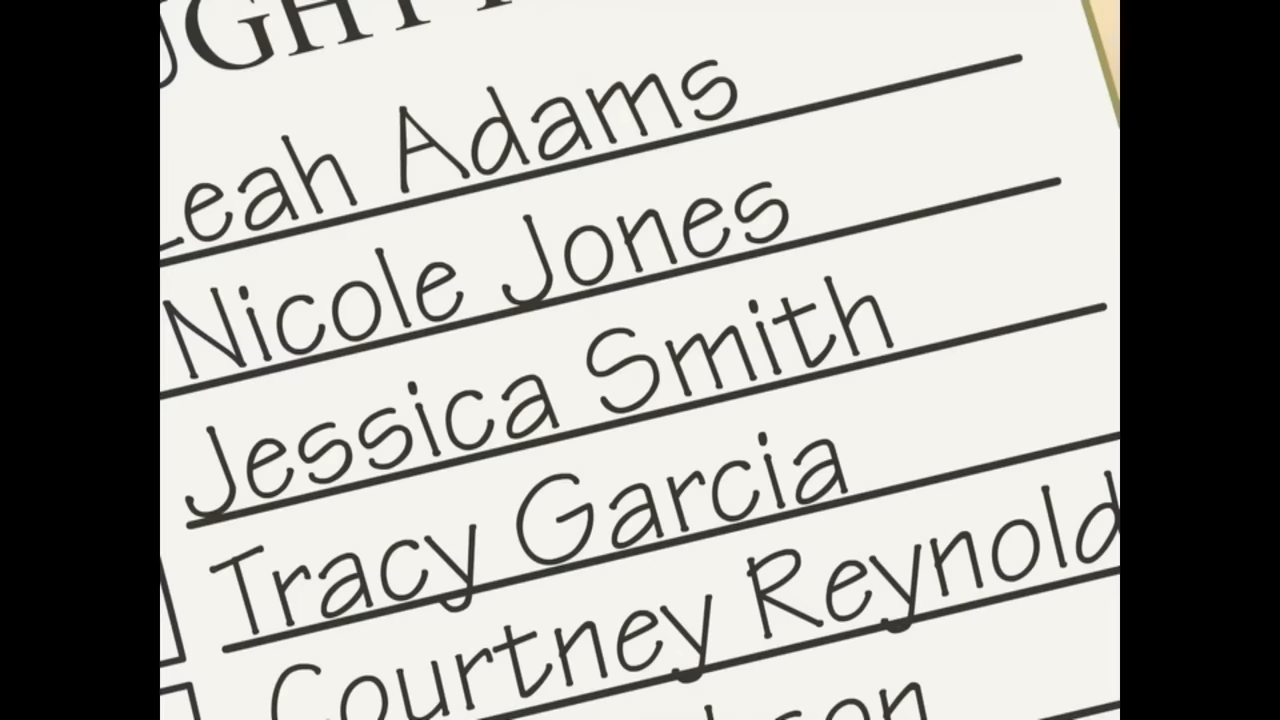 Leah Adams
Nicole Jones
Jessica Smith
Tracy Garcia
Courtney Reynold